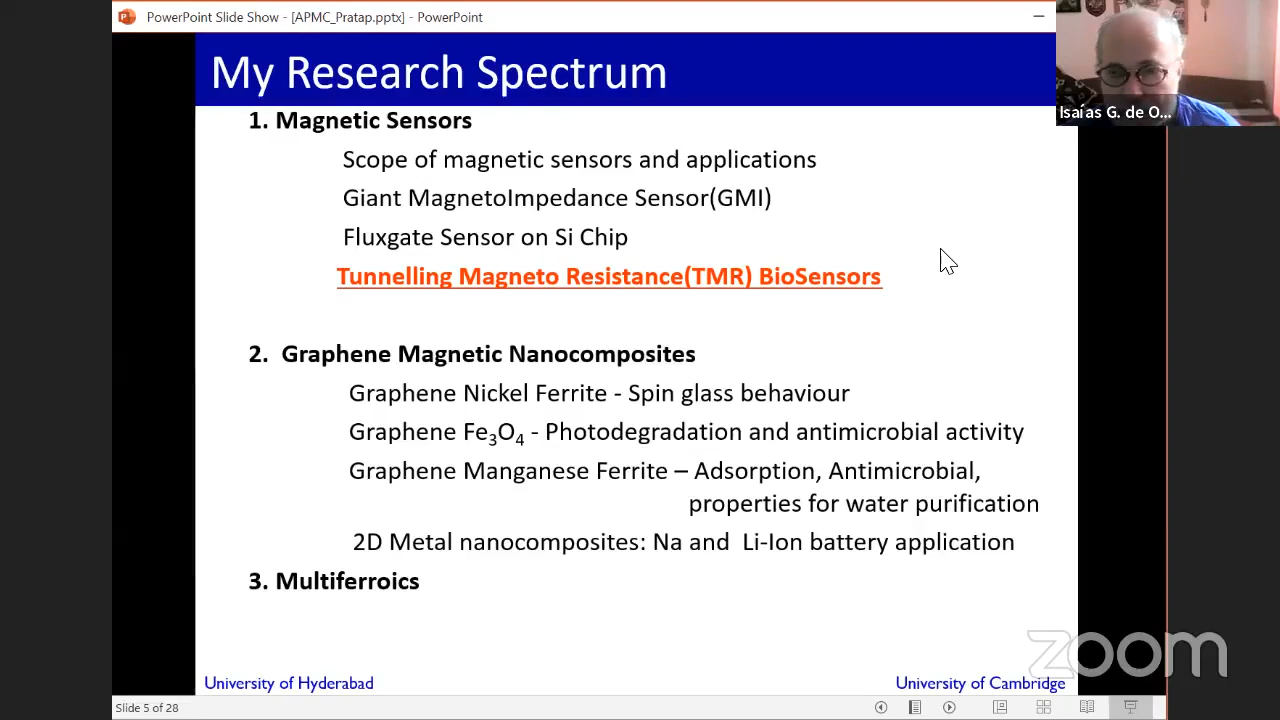 PowerPoint Slide Show - [APMC_Pratap.pptx] - PowerPoint
My Research Spectrum
Isaías G. de O...
1. Magnetic Sensors
Scope of magnetic sensors and applications
Giant MagnetoImpedance Sensor(GMI)
Fluxgate Sensor on Si Chip
Tunnelling Magneto Resistance(TMR) BioSensors
2. Graphene Magnetic Nanocomposites
Graphene Nickel Ferrite - Spin glass behaviour
Graphene Fe₃O₄ - Photodegradation and antimicrobial activity
Graphene Manganese Ferrite – Adsorption, Antimicrobial,
properties for water purification
2D Metal nanocomposites: Na and Li-Ion battery application
3. Multiferroics
zoom
University of Hyderabad
University of Cambridge
Slide 5 of 28